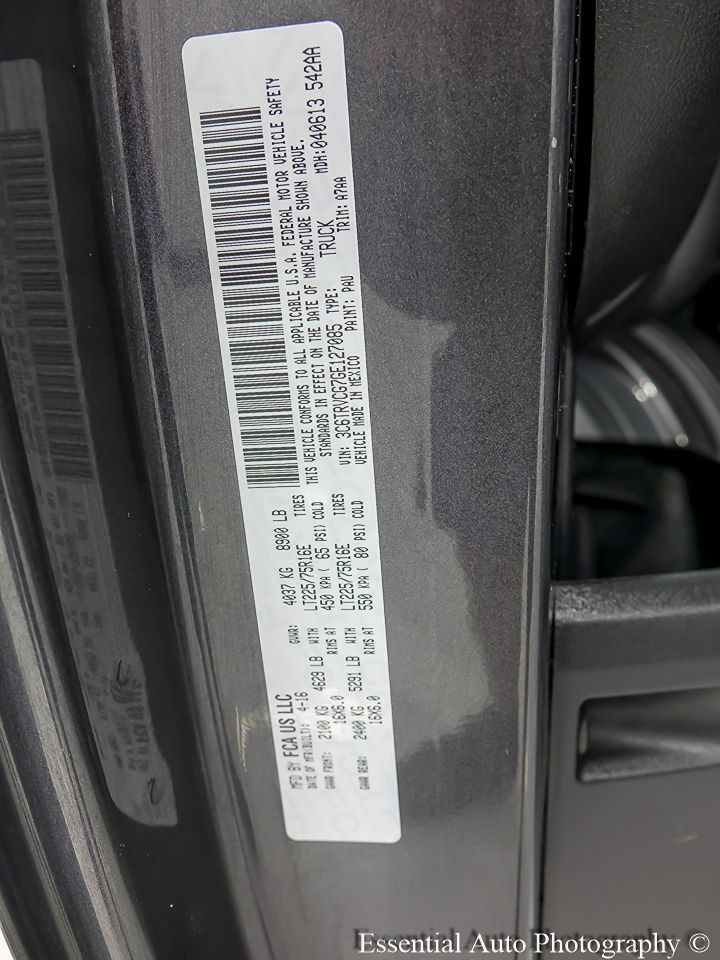 MFD BY FCA US LLC
DATE OF MFR(BUILT): 4-16 GVWR: 4037 KG 8900 LB
GAWR FRONT: 2100 KG 4629 LB WITH LT225/75R16E TIRES
16X6.0 RIMS AT 450 KPA ( 65 PSI) COLD
GAWR REAR: 2400 KG 5291 LB WITH LT225/75R16E TIRES
16X6.0 RIMS AT 550 KPA ( 80 PSI) COLD
THIS VEHICLE CONFORMS TO ALL APPLICABLE U.S.A. FEDERAL MOTOR VEHICLE SAFETY
STANDARDS IN EFFECT ON THE DATE OF MANUFACTURE SHOWN ABOVE.
VIN: 3C6TRVCG7GE127085 TYPE: TRUCK MDH:040613 542AA
VEHICLE MADE IN MEXICO PAINT: PAU TRIM: A7AA
Essential Auto Photography ©